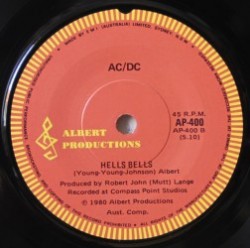 AC/DC
45 R.P.M.
AP-400
AP-400 B
(5.10)
ALBERT
PRODUCTIONS
HELLS BELLS
(Young-Young-Johnson) Albert
Produced by Robert John (Mutt) Lange
Recorded at Compass Point Studios
© 1980 Albert Productions
Aust. Comp.